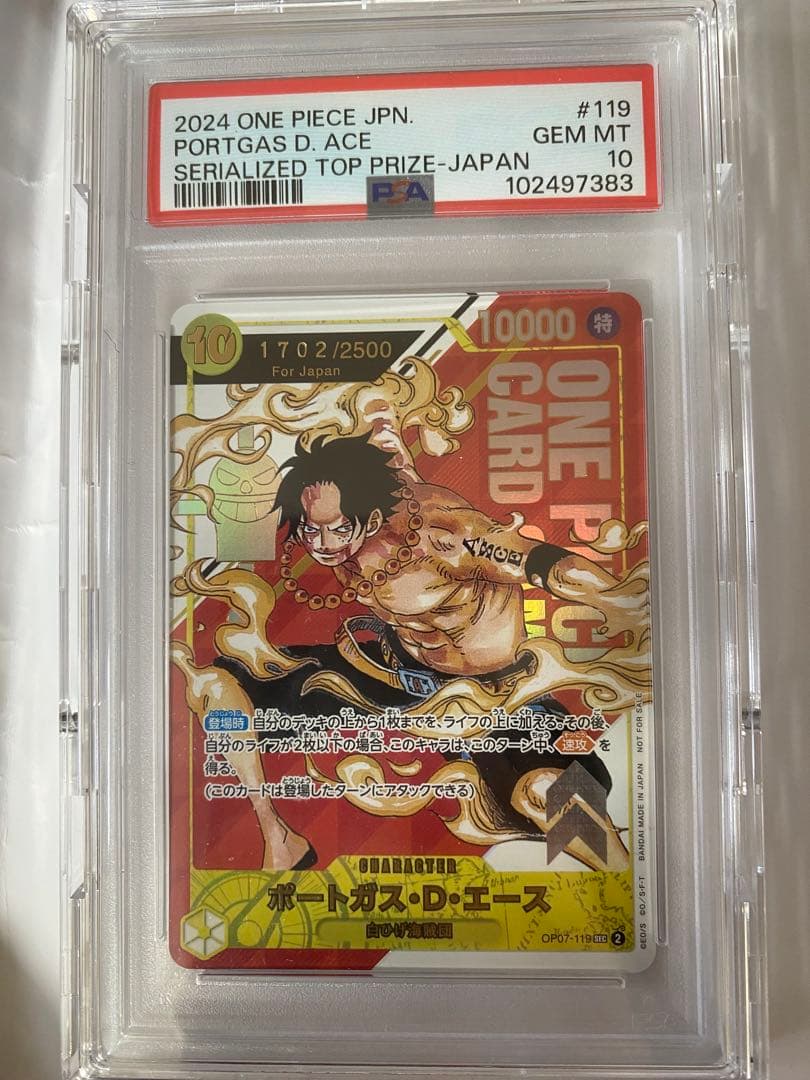 2024 ONE PIECE JPN. #119
PORTGAS D. ACE GEM MT
SERIALIZED TOP PRIZE-JAPAN 10
PSA 102497383
10 1702/2500 10000 特
For Japan
ONE PIECE
CARD
ASCE
登場時 自分のデッキの上から1枚までを、ライフの上に加える。その後、
自分のライフが2枚以下の場合、このキャラは、このターン中、速攻 を
得る。
(このカードは登場したターンにアタックできる)
CHARACTER
ポートガス・D・エース
白ひげ海賊団
OP07-119 SEC 2
©E.O/S ©O/S・F・T BANDAI MADE IN JAPAN NOT FOR SALE